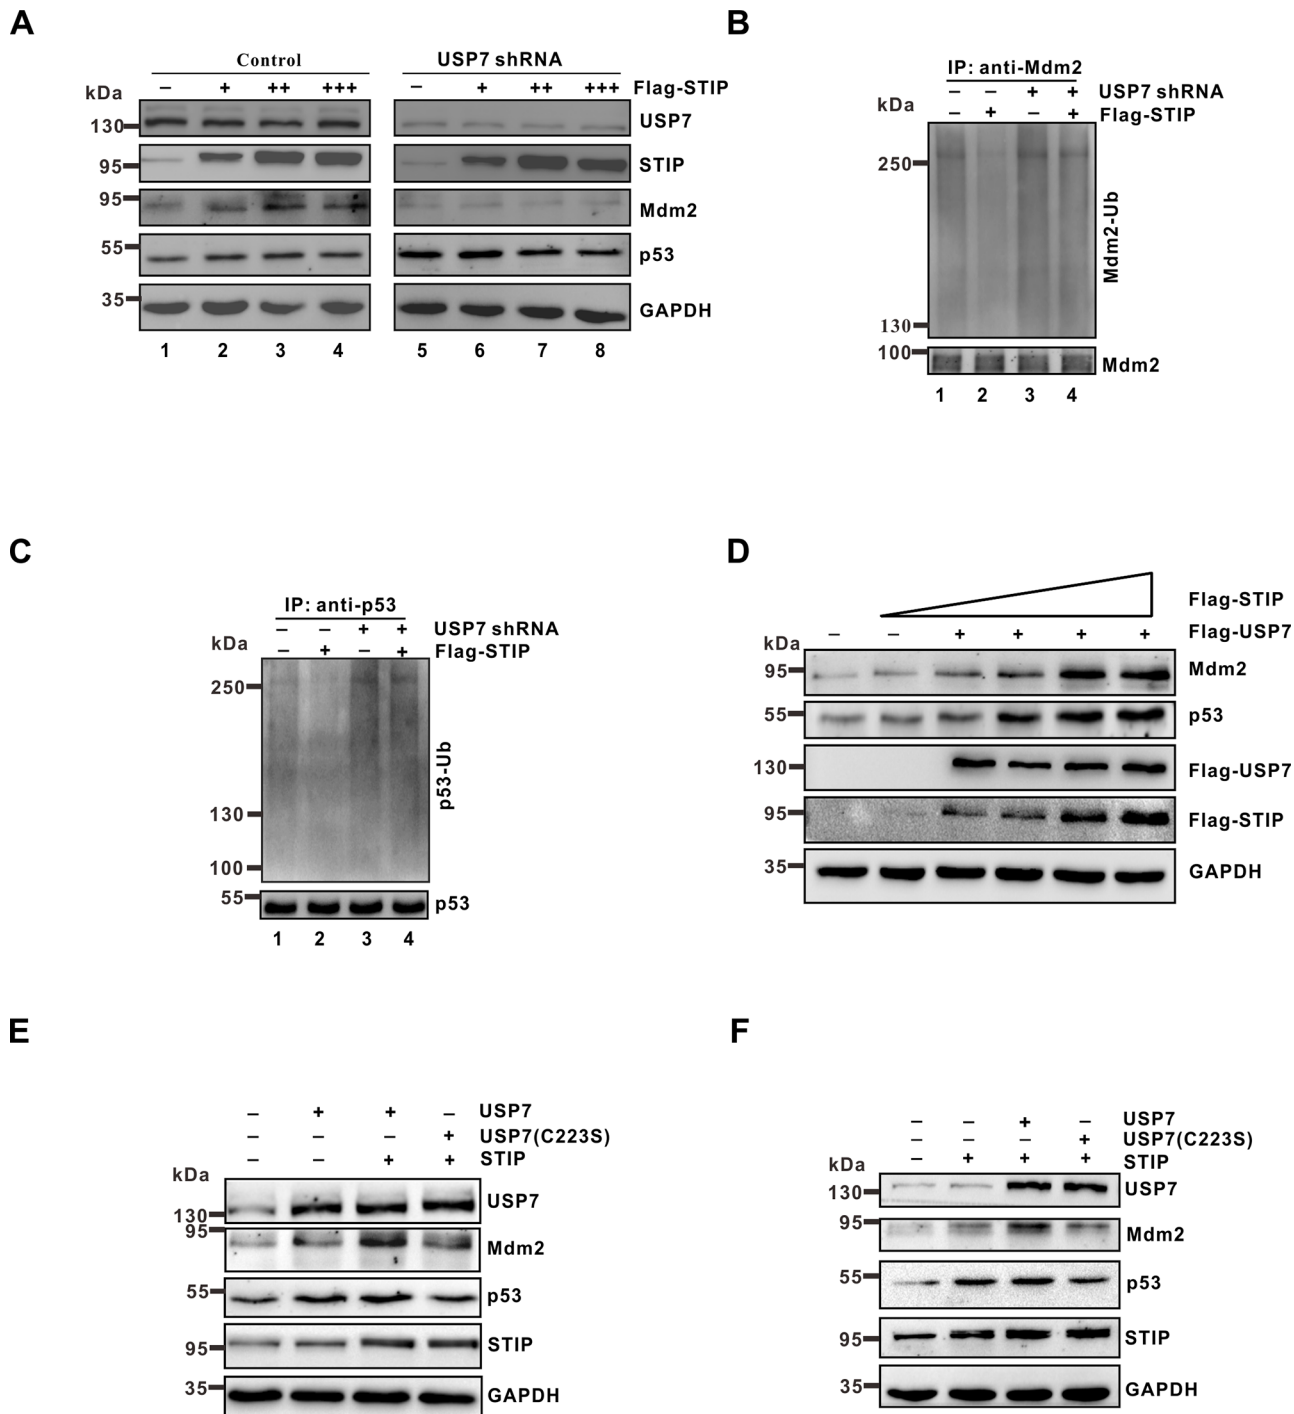 A
Control USP7 shRNA
kDa – + ++ +++ – + ++ +++ Flag-STIP
130 USP7
95 STIP
95 Mdm2
55 p53
35 GAPDH
1 2 3 4 5 6 7 8
B
IP: anti-Mdm2
– – + + USP7 shRNA
kDa – + – + Flag-STIP
250
Mdm2-Ub
130
100 Mdm2
1 2 3 4
C
IP: anti-p53
– – + + USP7 shRNA
kDa – + – + Flag-STIP
250
p53-Ub
130
100
55 p53
1 2 3 4
D
Flag-STIP
– – + + + + Flag-USP7
kDa
95 Mdm2
55 p53
130 Flag-USP7
95 Flag-STIP
35 GAPDH
E
– + + – USP7
– – – + USP7(C223S)
– – + + STIP
kDa
130 USP7
95 Mdm2
55 p53
95 STIP
35 GAPDH
F
– – + – USP7
– – – + USP7(C223S)
– + + + STIP
kDa
130 USP7
95 Mdm2
55 p53
95 STIP
35 GAPDH